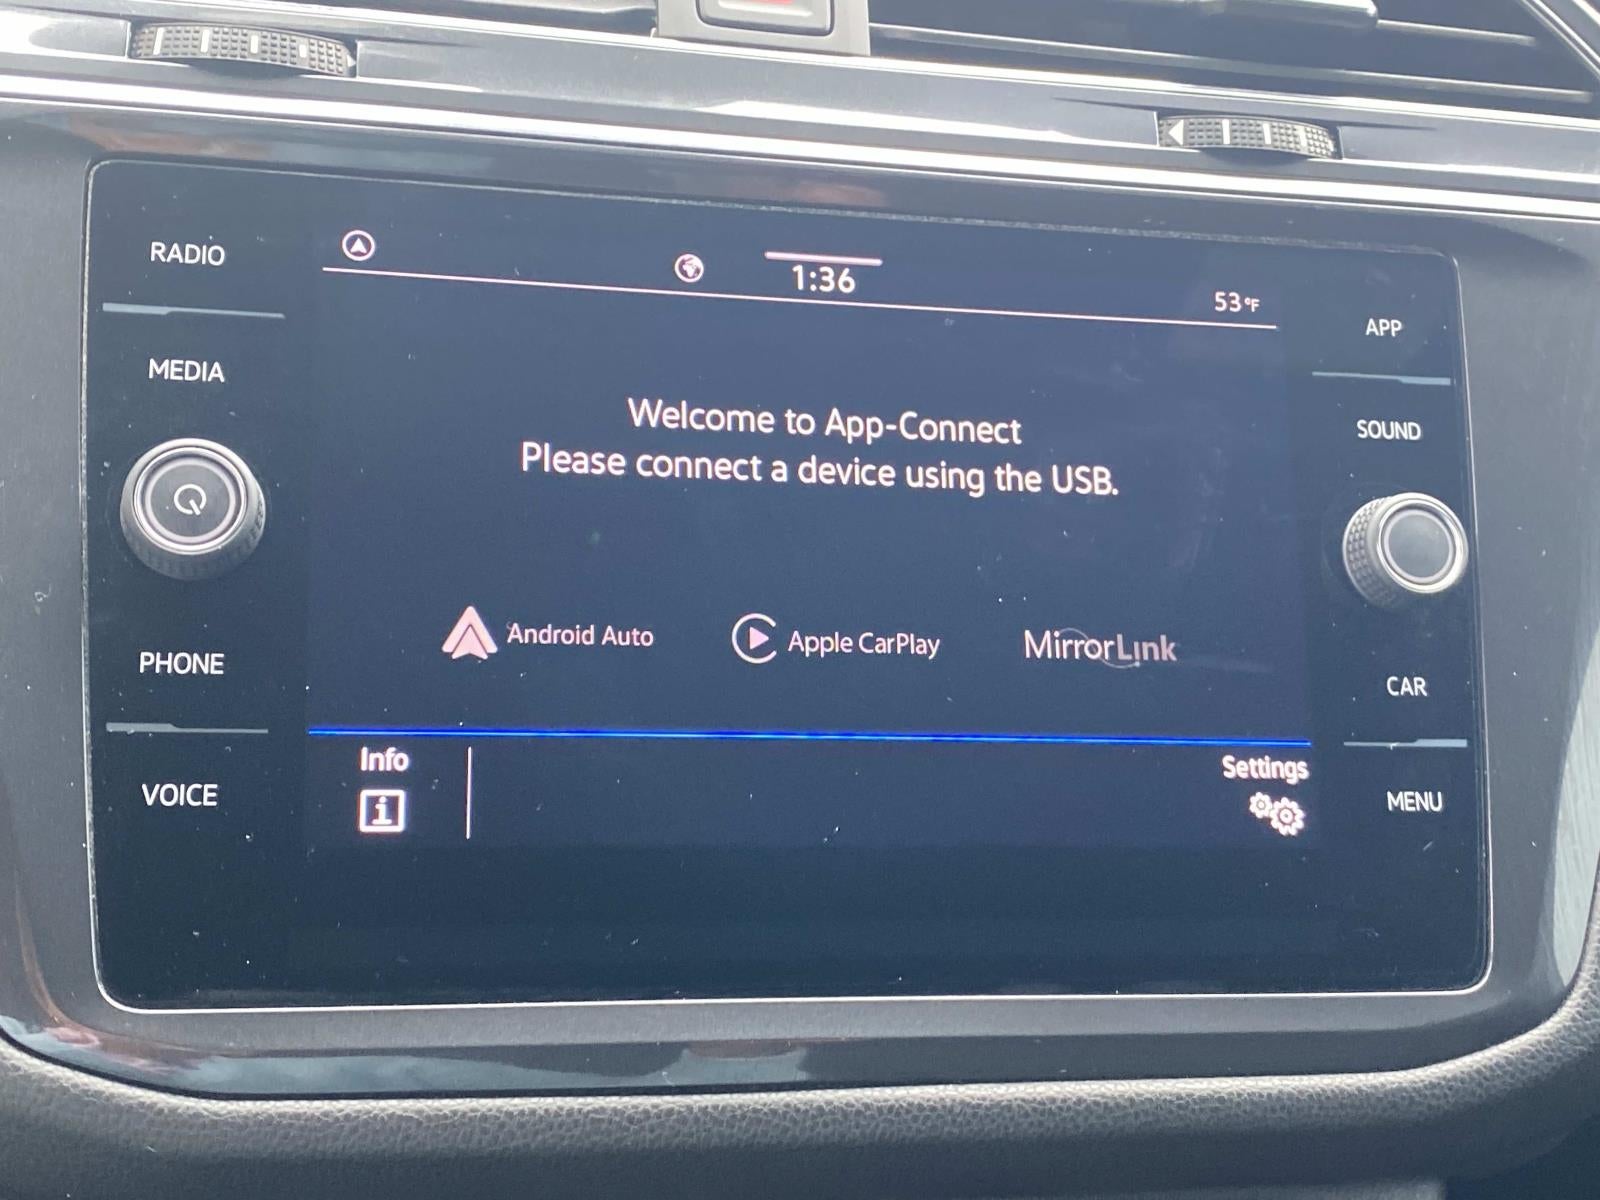 RADIO
MEDIA
PHONE
VOICE
1:36
53°F
Welcome to App-Connect
Please connect a device using the USB.
Android Auto
Apple CarPlay
MirrorLink
Info
Settings
APP
SOUND
CAR
MENU